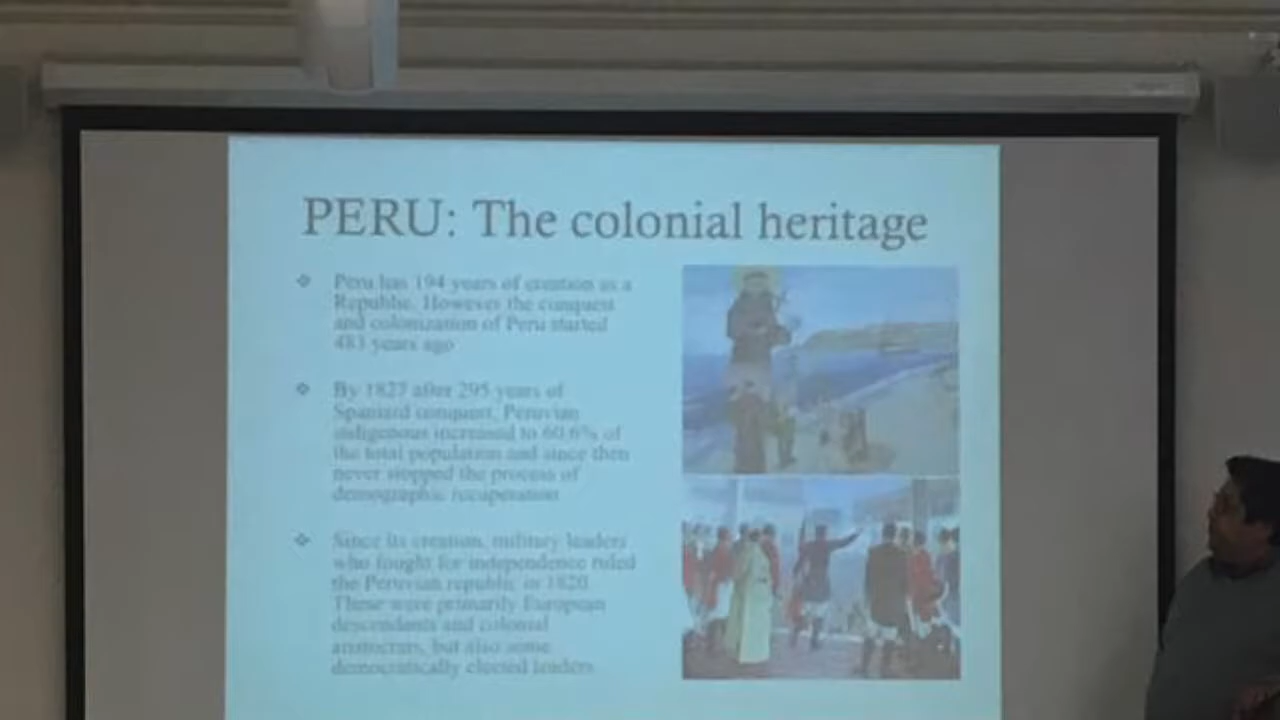 PERU: The colonial heritage
Peru has 194 years of creation as a
Republic. However the conquest
and colonization of Peru started
483 years ago
By 1827 after 295 years of
Spaniard conquest, Peruvian
indigenous increased to 60.6% of
the total population and since then
never stopped the process of
demographic recuperation
Since its creation, military leaders
who fought for independence ruled
the Peruvian republic in 1820.
These were primarily European
descendants and colonial
aristocrats, but also some
democratically elected leaders.